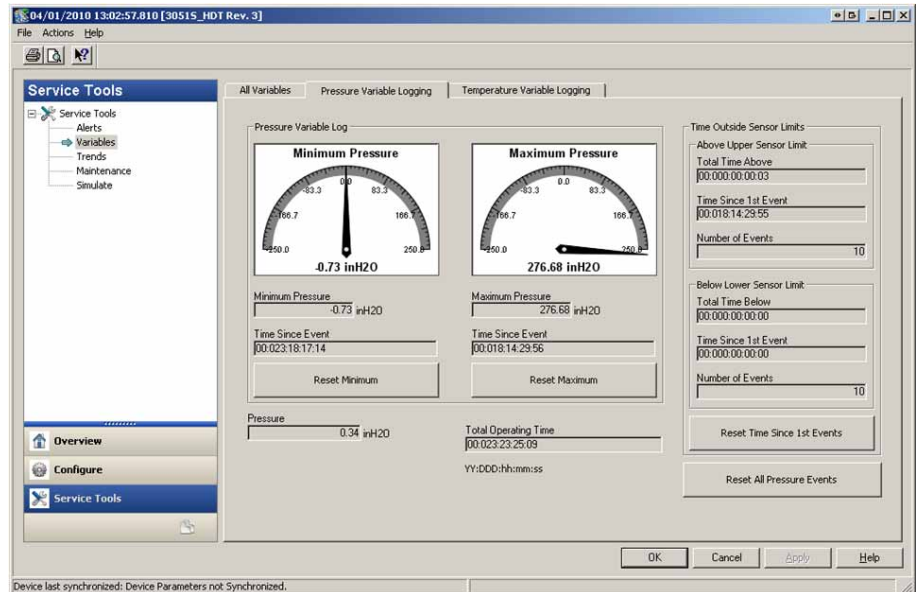 04/01/2010 13:02:57.810 [3051S_HDT Rev. 3]
File Actions Help
Service Tools
Service Tools
Alerts
Variables
Trends
Maintenance
Simulate
Overview
Configure
Service Tools
All Variables
Pressure Variable Logging
Temperature Variable Logging
Pressure Variable Log
Minimum Pressure
0.0
-83.3 83.3
-166.7 166.7
-250.0 250.0
-0.73 inH2O
Maximum Pressure
0.0
-83.3 83.3
-166.7 166.7
-250.0 250.0
276.68 inH2O
Minimum Pressure
-0.73 inH2O
Time Since Event
00:023:18:17:14
Reset Minimum
Maximum Pressure
276.68 inH2O
Time Since Event
00:018:14:29:56
Reset Maximum
Pressure
0.34 inH2O
Total Operating Time
00:023:23:25:09
YY:DDD:hh:mm:ss
Time Outside Sensor Limits
Above Upper Sensor Limit
Total Time Above
00:000:00:00:03
Time Since 1st Event
00:018:14:29:55
Number of Events
10
Below Lower Sensor Limit
Total Time Below
00:000:00:00:00
Time Since 1st Event
00:000:00:00:00
Number of Events
10
Reset Time Since 1st Events
Reset All Pressure Events
OK
Cancel
Apply
Help
Device last synchronized: Device Parameters not Synchronized.